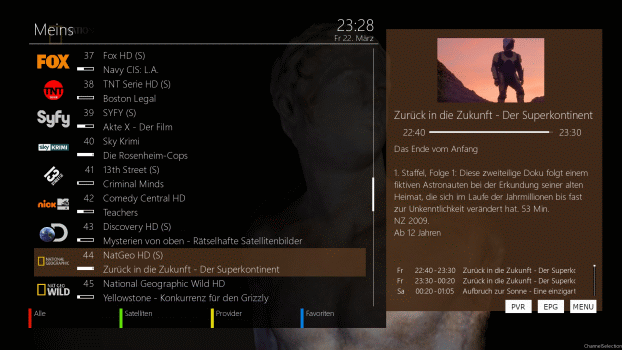 Meins
23:28
Fr 22. März
FOX
37 Fox HD (S)
Navy CIS: L.A.
TNT
38 TNT Serie HD (S)
Boston Legal
Syfy
39 SYFY (S)
Akte X - Der Film
sky KRIMI
40 Sky Krimi
Die Rosenheim-Cops
13TH
41 13th Street (S)
Criminal Minds
nick
42 Comedy Central HD
Teachers
43 Discovery HD (S)
Mysterien von oben - Rätselhafte Satellitenbilder
NATIONAL GEOGRAPHIC
44 NatGeo HD (S)
Zurück in die Zukunft - Der Superkontinent
NAT GEO WILD
45 National Geographic Wild HD
Yellowstone - Konkurrenz für den Grizzly
Alle Satelliten Provider Favoriten
Zurück in die Zukunft - Der Superkontinent
22:40 23:30
Das Ende vom Anfang
1. Staffel, Folge 1: Diese zweiteilige Doku folgt einem
fiktiven Astronauten bei der Erkundung seiner alten
Heimat, die sich im Laufe der Jahrmillionen bis fast
zur Unkenntlichkeit verändert hat. 53 Min.
NZ 2009.
Ab 12 Jahren
Fr 22:40-23:30 Zurück in die Zukunft - Der Superkc
Fr 23:30-00:20 Zurück in die Zukunft - Der Superkc
Sa 00:20-01:05 Aufbruch zur Sonne - Eine einzigart
PVR EPG MENU
ChannelSelection